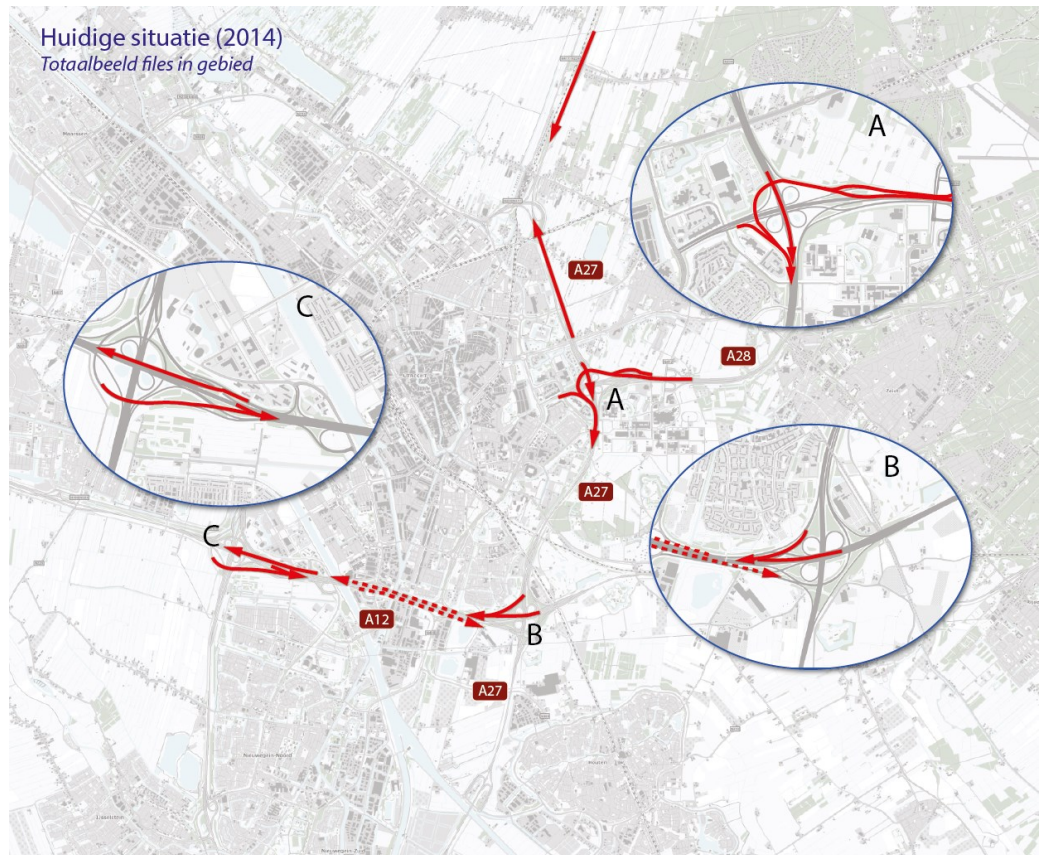 Huidige situatie (2014)
Totaalbeeld files in gebied
A
A27
C
A28
A
B
A27
C
A12
B
A27